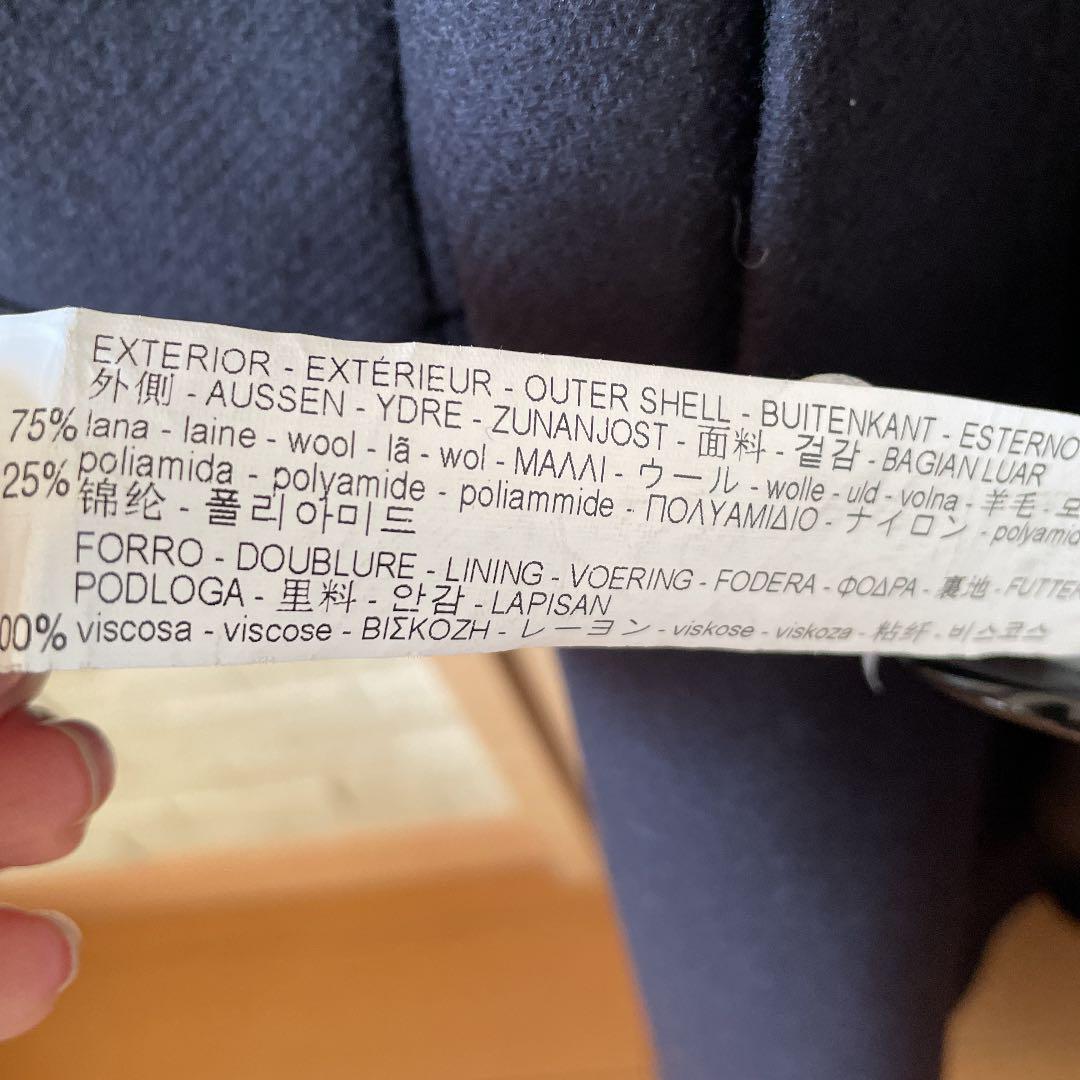 EXTERIOR - EXTÉRIEUR - OUTER SHELL - BUITENKANT - ESTERNO
外側 - AUSSEN - YDRE - ZUNANJOST - 面料 - 겉감 - BAGIAN LUAR
75% lana - laine - wool - lã - wol - ΜΑΛΛΙ - ウール - wolle - uld - volna - 羊毛 - 모
25% poliamida - polyamide - poliammide - ΠΟΛΥΑΜΙΔΙΟ - ナイロン - polyamid
锦纶 - 폴리아미드
FORRO - DOUBLURE - LINING - VOERING - FODERA - ΦΟΔΡΑ - 裏地 - FUTTER
PODLOGA - 里料 - 안감 - LAPISAN
00% viscosa - viscose - ΒΙΣΚΟΖΗ - レーヨン - viskose - viskoza - 粘纤 - 비스코스